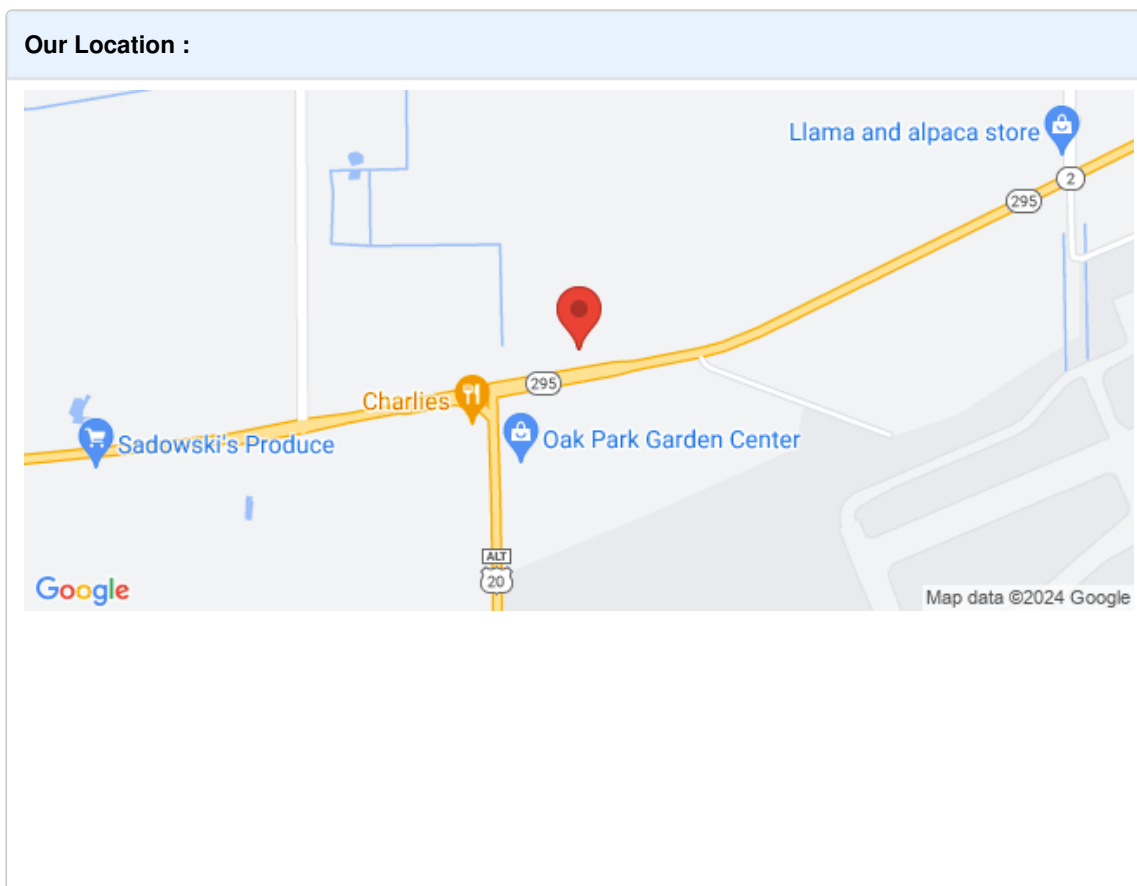 Our Location :
Llama and alpaca store
2
295
295
Charlies
Oak Park Garden Center
Sadowski's Produce
ALT
20
Google
Map data ©2024 Google